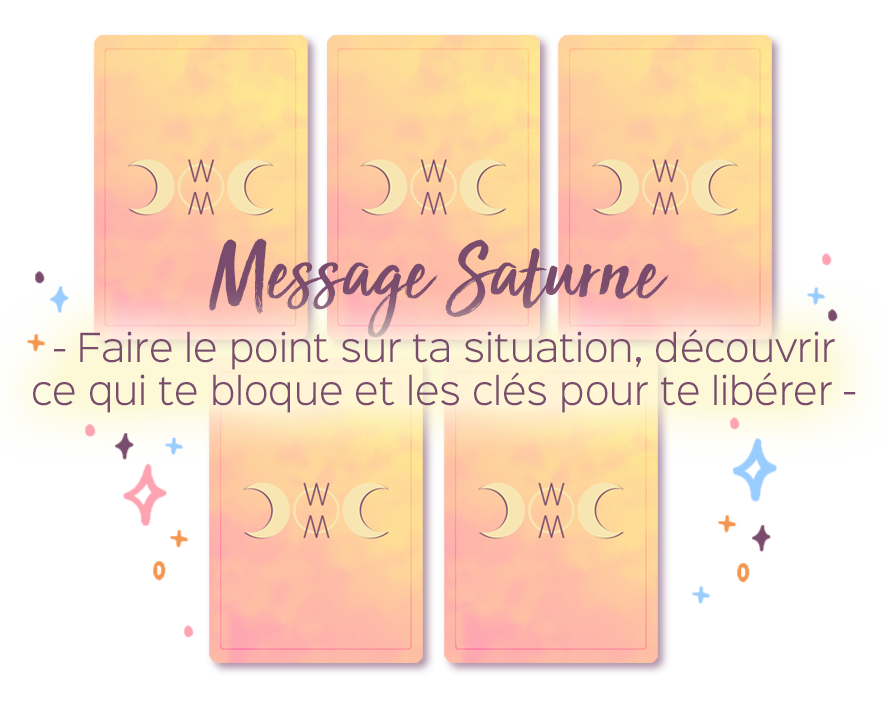 W W W
M M M
Message Saturne
- Faire le point sur ta situation, découvrir
ce qui te bloque et les clés pour te libérer -
W W
M M